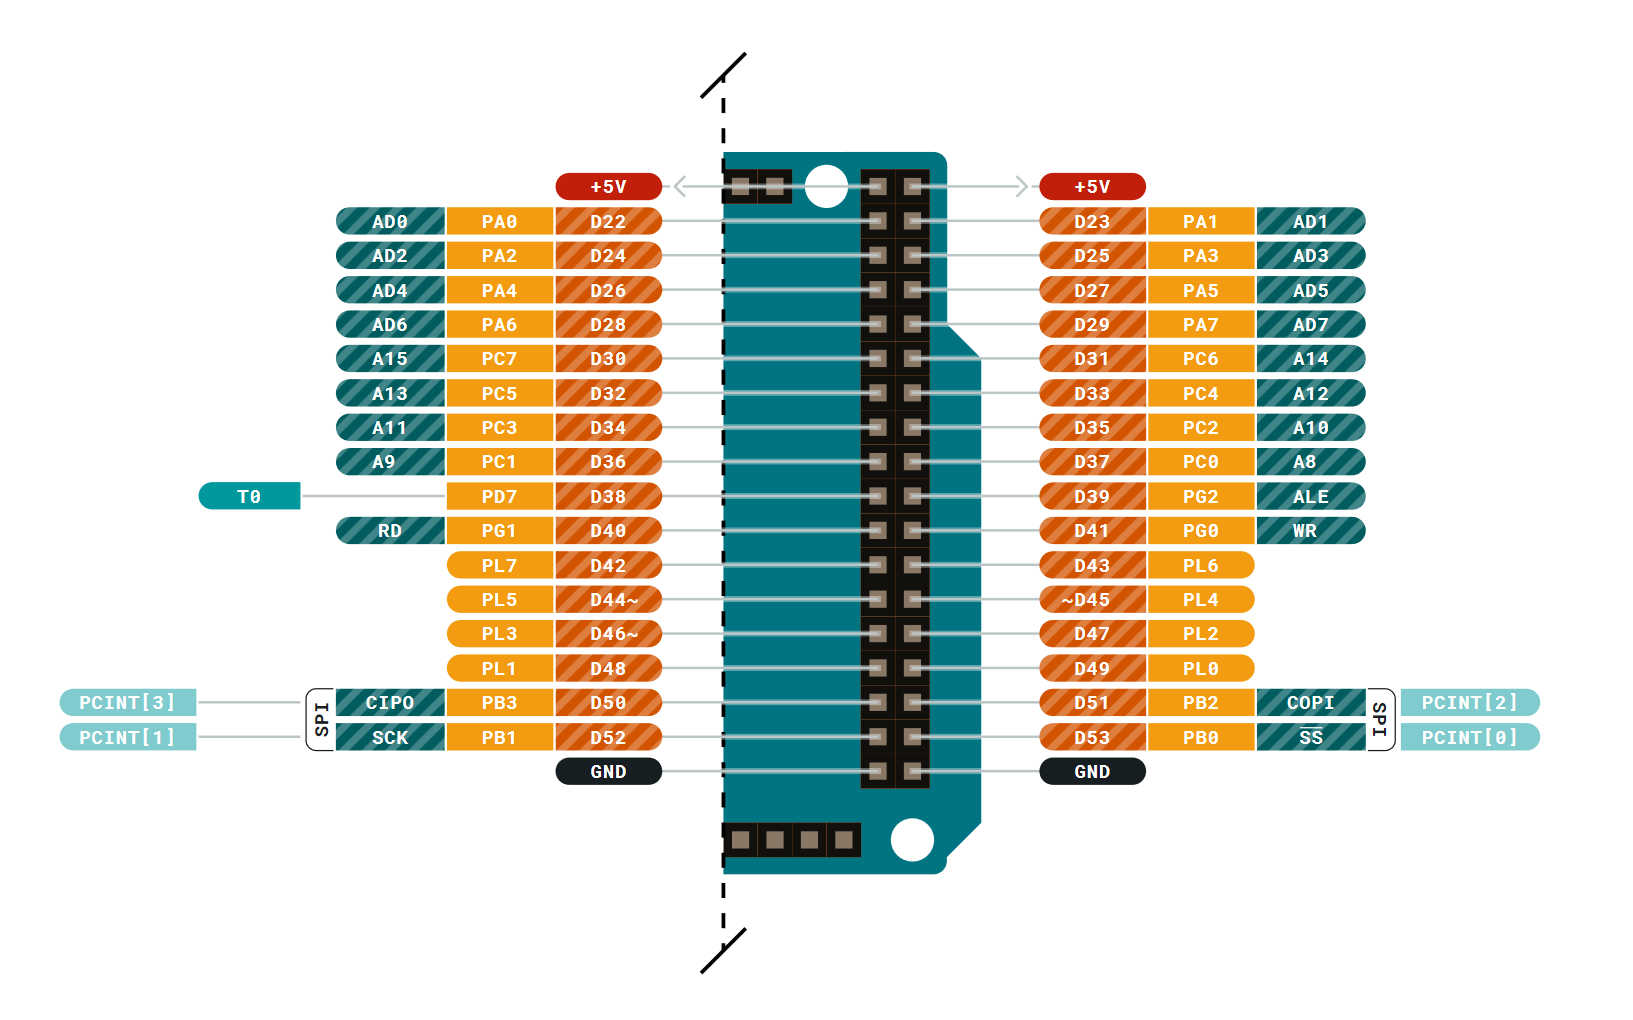 +5V +5V
AD0 PA0 D22 D23 PA1 AD1
AD2 PA2 D24 D25 PA3 AD3
AD4 PA4 D26 D27 PA5 AD5
AD6 PA6 D28 D29 PA7 AD7
A15 PC7 D30 D31 PC6 A14
A13 PC5 D32 D33 PC4 A12
A11 PC3 D34 D35 PC2 A10
A9 PC1 D36 D37 PC0 A8
T0 PD7 D38 D39 PG2 ALE
RD PG1 D40 D41 PG0 WR
PL7 D42 D43 PL6
PL5 D44~ ~D45 PL4
PL3 D46~ D47 PL2
PL1 D48 D49 PL0
PCINT[3] SPI CIPO PB3 D50 D51 PB2 COPI SPI PCINT[2]
PCINT[1] SCK PB1 D52 D53 PB0 S̅S̅ PCINT[0]
GND GND